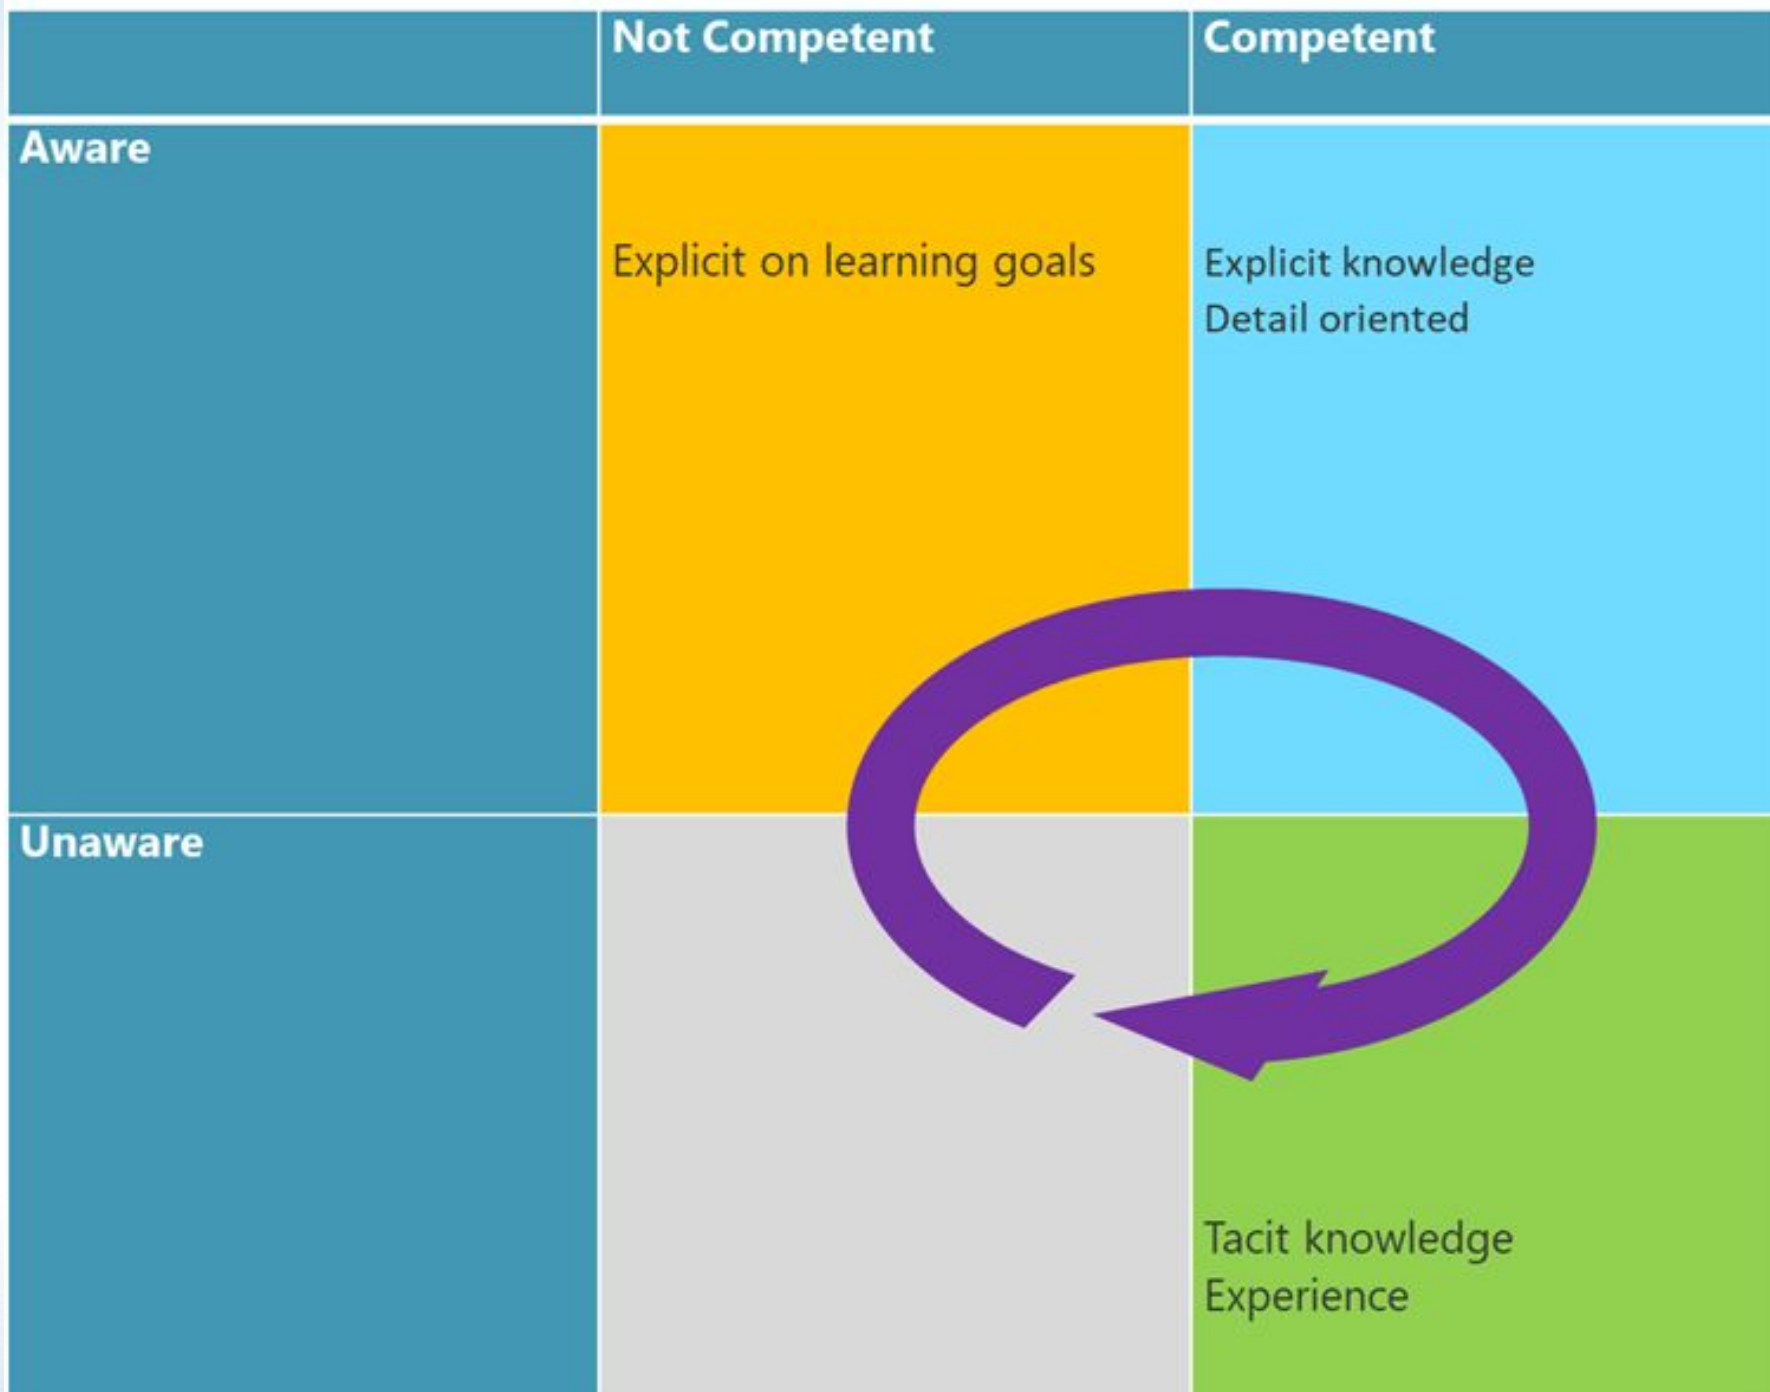 Not Competent
Competent
Aware
Explicit on learning goals
Explicit knowledge
Detail oriented
Unaware
Tacit knowledge
Experience